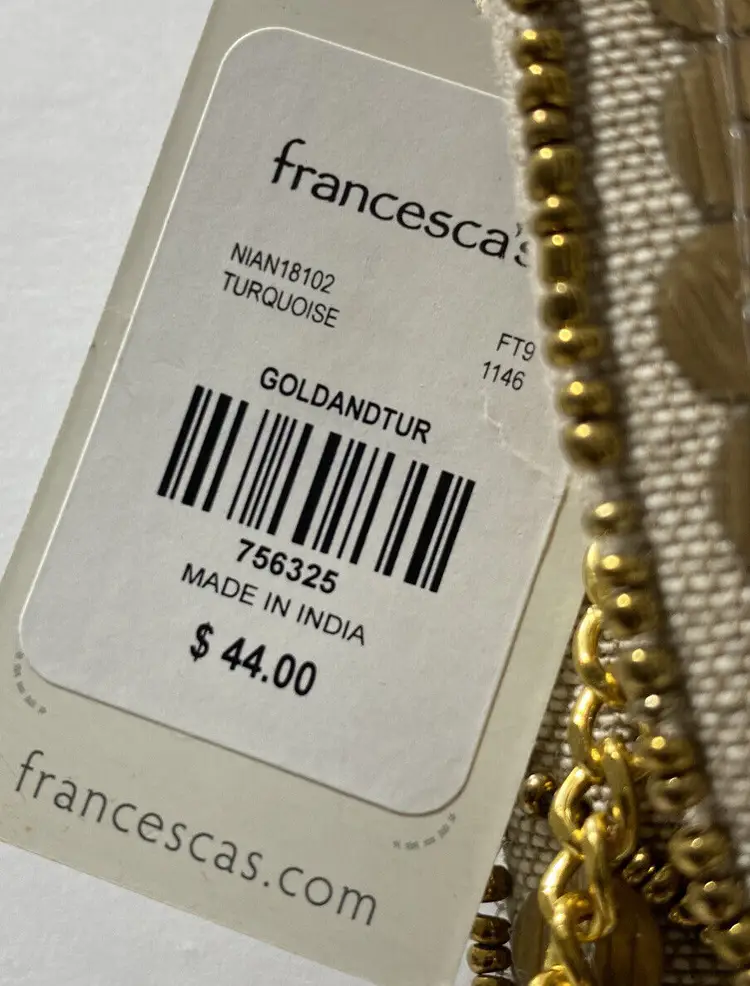 francesca's
NIAN18102
TURQUOISE
FT9
1146
GOLDANDTUR
756325
MADE IN INDIA
$ 44.00
francescas.com